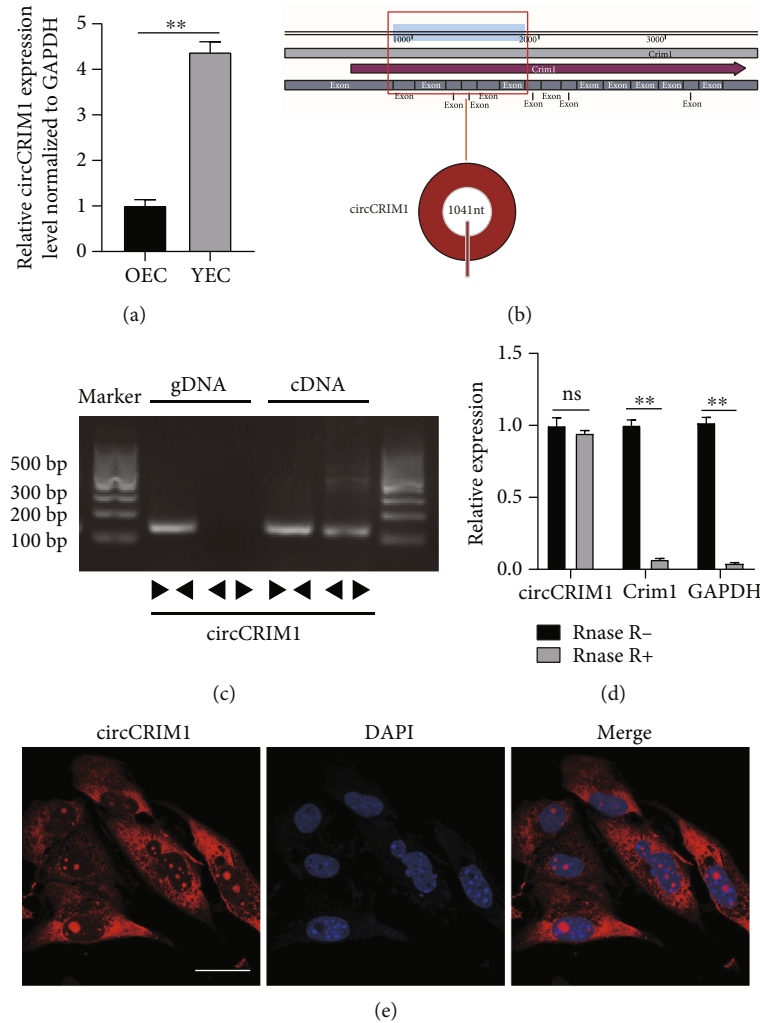 Relative circCRIM1 expression
level normalized to GAPDH
5
4
3
2
1
0
**
OEC YEC
(a)
1000 2000 3000
Crim1
Crim1
Exon Exon Exon Exon Exon Exon Exon Exon Exon
Exon Exon Exon
Exon Exon Exon Exon Exon
circCRIM1
1041nt
(b)
Marker gDNA cDNA
500 bp
300 bp
200 bp
100 bp
circCRIM1
(c)
Relative expression
1.5
1.0
0.5
0.0
ns ** **
circCRIM1 Crim1 GAPDH
Rnase R–
Rnase R+
(d)
circCRIM1 DAPI Merge
(e)